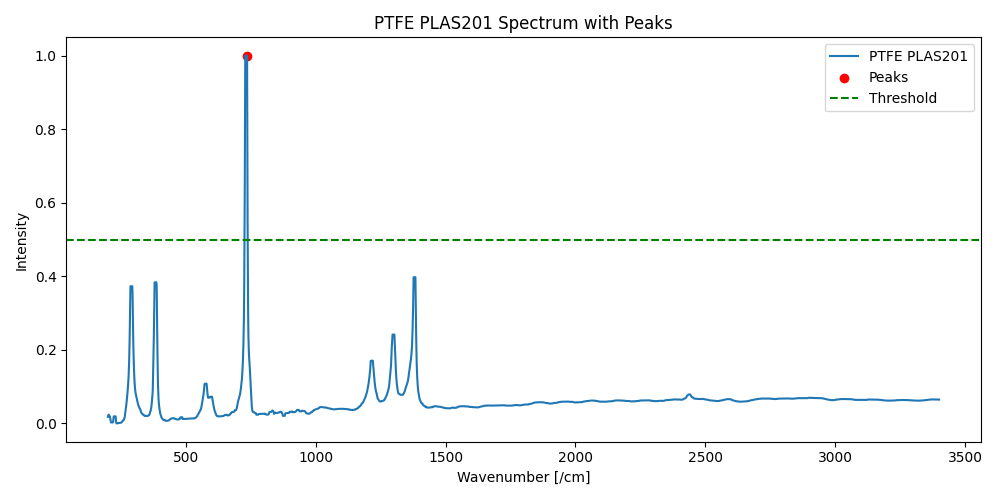 PTFE PLAS201 Spectrum with Peaks
PTFE PLAS201
Peaks
Threshold
Intensity
1.0
0.8
0.6
0.4
0.2
0.0
500
1000
1500
2000
2500
3000
3500
Wavenumber [/cm]